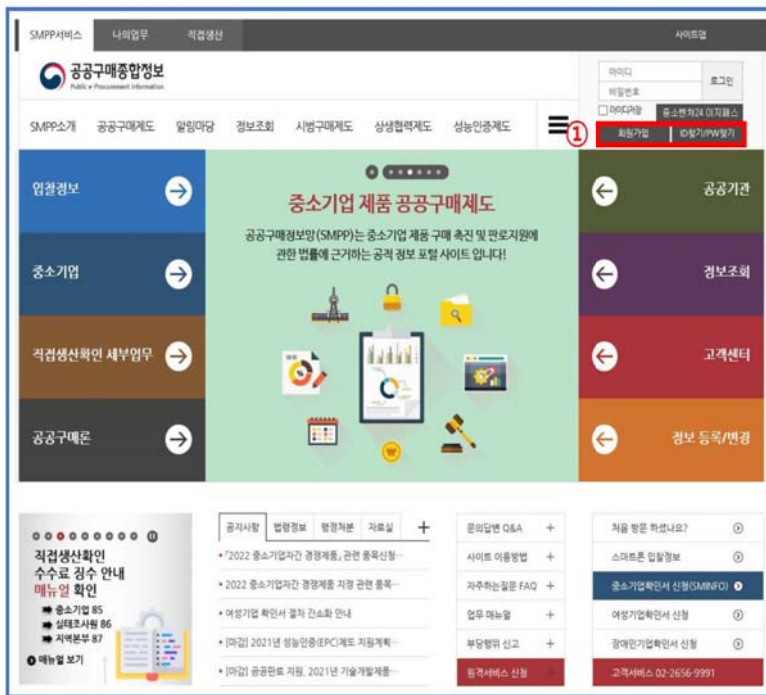 SMPP서비스 나의업무 직접생산 사이트맵
공공구매종합정보
Public e-Procurement Information
아이디
비밀번호
로그인
아이디저장 중소벤처24 이지패스
SMPP소개 공공구매제도 알림마당 정보조회 시범구매제도 상생협력제도 성능인증제도
① 회원가입 ID찾기/PW찾기
입찰정보
중소기업
직접생산확인 세부업무
공공구매론
중소기업 제품 공공구매제도
공공구매정보망(SMPP)는 중소기업 제품 구매 촉진 및 판로지원에
관한 법률에 근거하는 공적 정보 포털 사이트 입니다!
공공기관
정보조회
고객센터
정보 등록/변경
직접생산확인
수수료 징수 안내
매뉴얼 확인
➡ 중소기업 85
➡ 실태조사원 86
➡ 지역본부 87
매뉴얼 보기
공지사항 법령정보 행정처분 자료실 +
• 「2022 중소기업자간 경쟁제품」 관련 품목신청…
• 2022 중소기업자간 경쟁제품 지정 관련 품목…
• 여성기업 확인서 절차 간소화 안내
• [마감] 2021년 성능인증(EPC)제도 지원계획…
• [마감] 공공판로 지원, 2021년 기술개발제품…
문의답변 Q&A +
사이트 이용방법 +
자주하는질문 FAQ +
업무 매뉴얼 +
부당행위 신고 +
원격서비스 신청 +
처음 방문 하셨나요?
스마트폰 입찰정보
중소기업확인서 신청(SMINFO)
여성기업확인서 신청
장애인기업확인서 신청
고객서비스 02-2656-9991